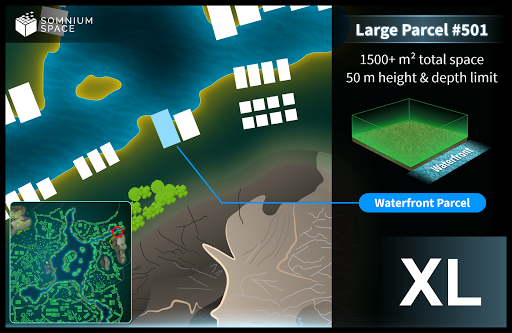 SOMNIUM
SPACE
Large Parcel #501
1500+ m² total space
50 m height & depth limit
Waterfront
Waterfront Parcel
XL